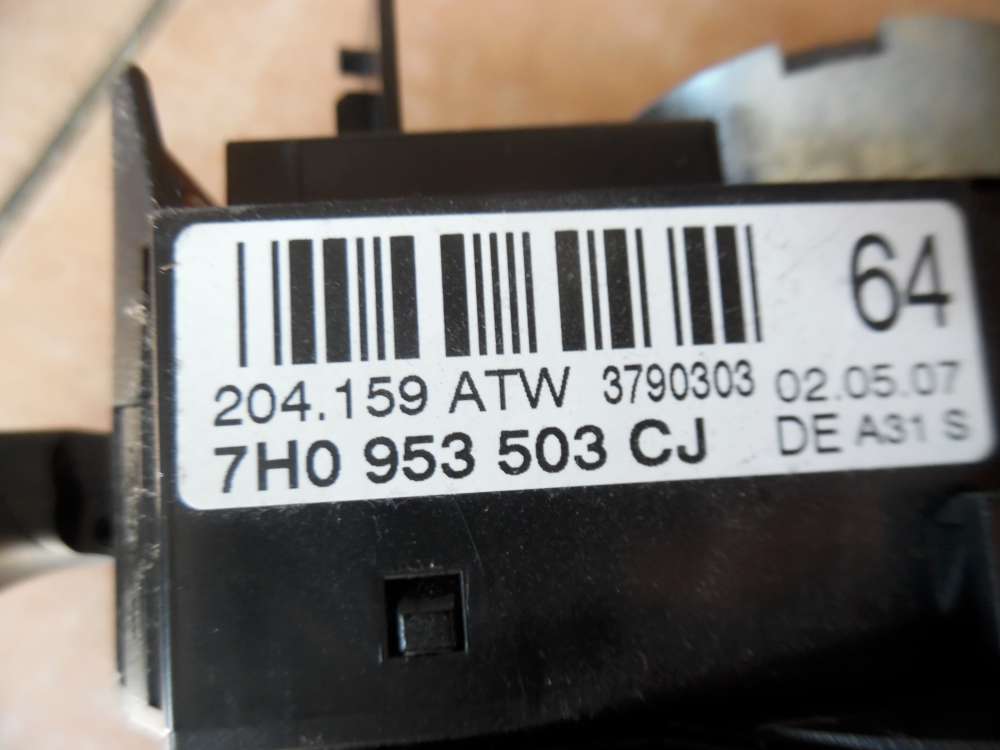 64
204.159 ATW 3790303 02.05.07
7H0 953 503 CJ DE A31 S